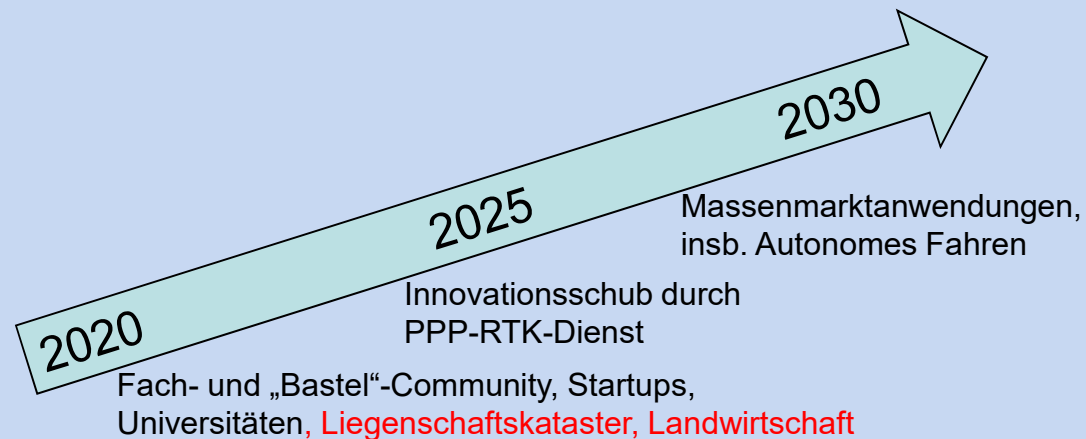 2030
2025
Massenmarktanwendungen,
insb. Autonomes Fahren
Innovationsschub durch
PPP-RTK-Dienst
2020
Fach- und „Bastel“-Community, Startups,
Universitäten, Liegenschaftskataster, Landwirtschaft